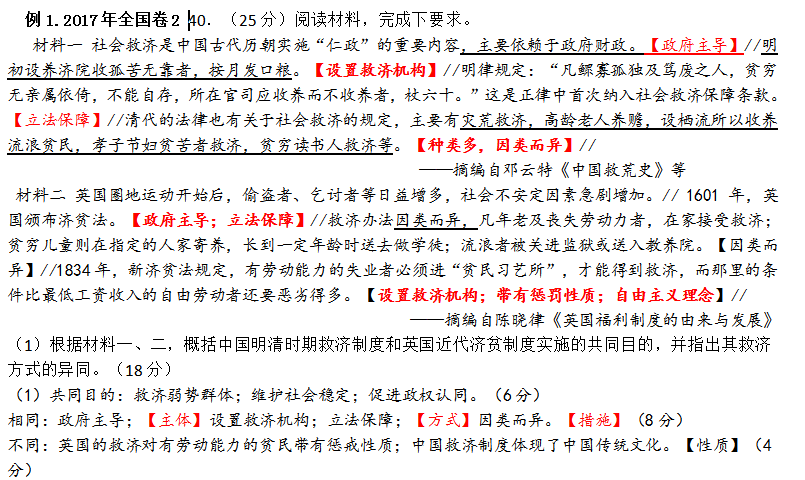 例 1. 2017年全国卷2 40．（25 分）阅读材料，完成下要求。
材料一 社会救济是中国古代历朝实施“仁政”的重要内容，主要依赖于政府财政。【政府主导】//明
初设养济院收孤苦无靠者，按月发口粮。【设置救济机构】//明律规定：“凡鳏寡孤独及笃废之人，贫穷
无亲属依倚，不能自存，所在官司应收养而不收养者，杖六十。”这是正律中首次纳入社会救济保障条款。
【立法保障】//清代的法律也有关于社会救济的规定，主要有灾荒救济，高龄老人养赡，设栖流所以收养
流浪贫民，孝子节妇贫苦者救济，贫穷读书人救济等。【种类多，因类而异】//
——摘编自邓云特《中国救荒史》等
材料二 英国圈地运动开始后，偷盗者、乞讨者等日益增多，社会不安定因素急剧增加。// 1601 年，英
国颁布济贫法。【政府主导；立法保障】//救济办法因类而异，凡年老及丧失劳动力者，在家接受救济；
贫穷儿童则在指定的人家寄养，长到一定年龄时送去做学徒；流浪者被关进监狱或送入教养院。【因类而
异】//1834 年，新济贫法规定，有劳动能力的失业者必须进“贫民习艺所”，才能得到救济，而那里的条
件比最低工资收入的自由劳动者还要恶劣得多。【设置救济机构；带有惩罚性质；自由主义理念】//
——摘编自陈晓律《英国福利制度的由来与发展》
（1）根据材料一、二，概括中国明清时期救济制度和英国近代济贫制度实施的共同目的，并指出其救济
方式的异同。（18 分）
（1）共同目的：救济弱势群体；维护社会稳定；促进政权认同。（6 分）
相同：政府主导；【主体】设置救济机构；立法保障；【方式】因类而异。【措施】（8 分）
不同：英国的救济对有劳动能力的贫民带有惩戒性质；中国救济制度体现了中国传统文化。【性质】（4
分）